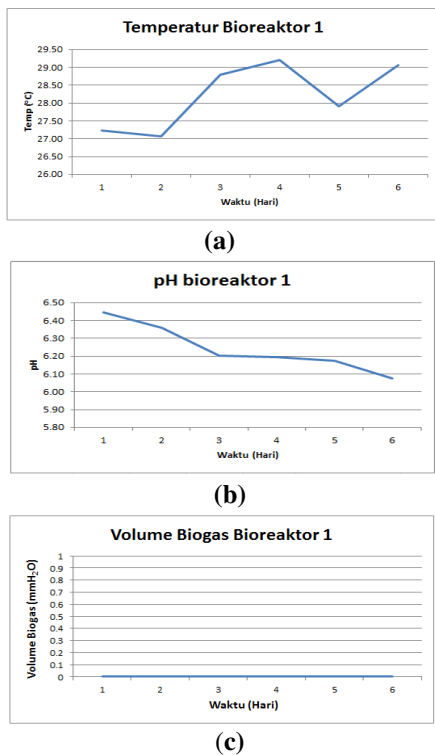 Temperatur Bioreaktor 1
Temp (°C)
29.50
29.00
28.50
28.00
27.50
27.00
26.50
26.00
1 2 3 4 5 6
Waktu (Hari)
(a)
pH bioreaktor 1
pH
6.50
6.40
6.30
6.20
6.10
6.00
5.90
5.80
1 2 3 4 5 6
Waktu (Hari)
(b)
Volume Biogas Bioreaktor 1
Volume Biogas (mmH₂O)
1
0.9
0.8
0.7
0.6
0.5
0.4
0.3
0.2
0.1
0
1 2 3 4 5 6
Waktu (Hari)
(c)